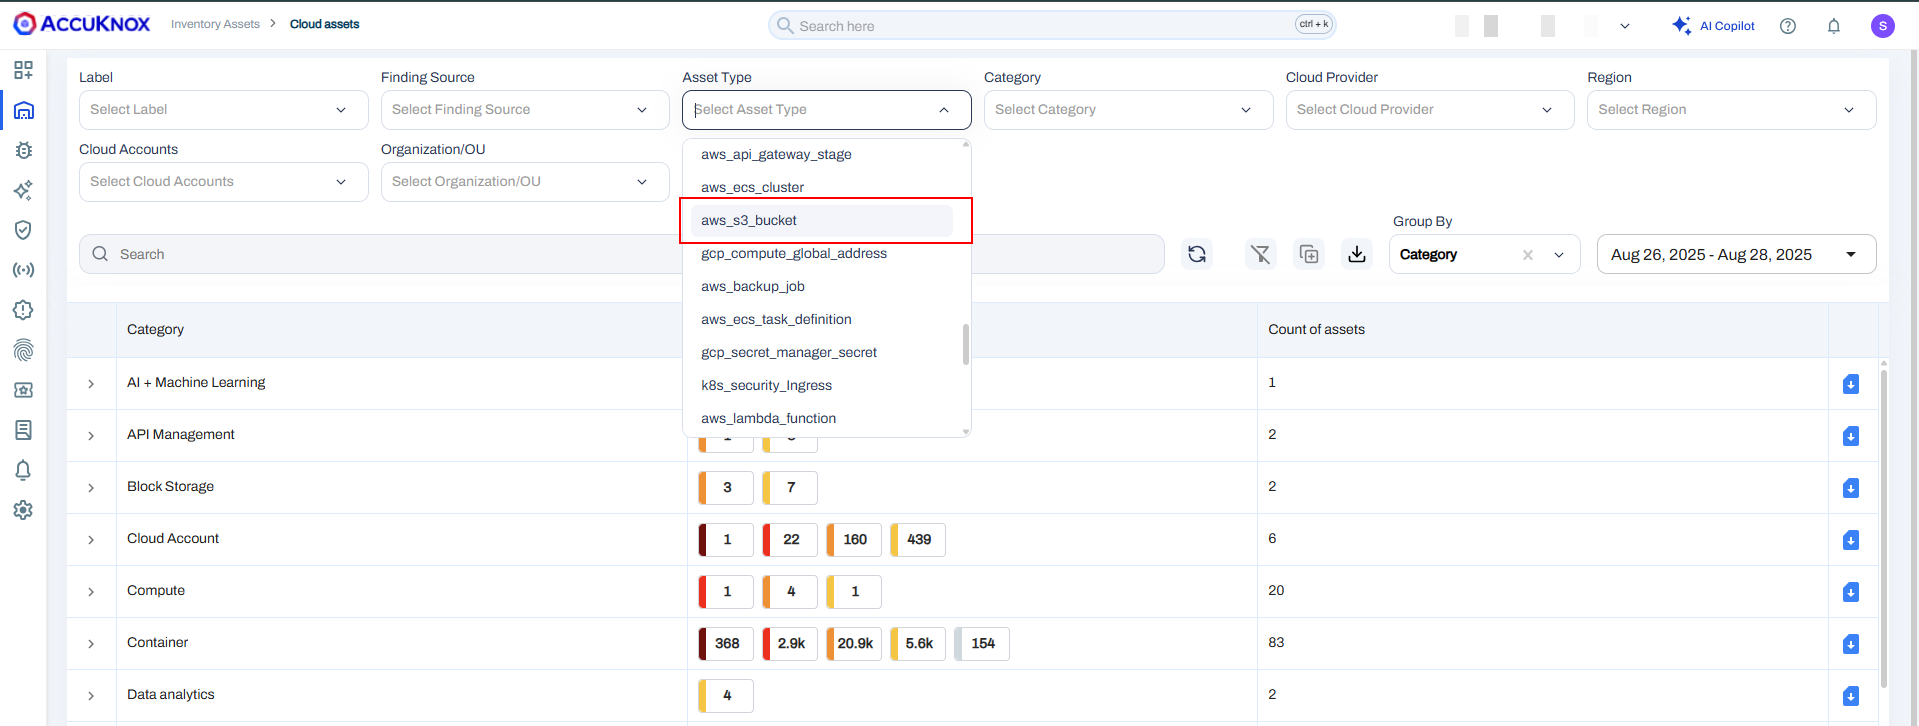 ACCUKNOX
Inventory Assets > Cloud assets
Search here
ctrl + k
AI Copilot
S
Label
Finding Source
Asset Type
Category
Cloud Provider
Region
Select Label
Select Finding Source
Select Asset Type
Select Category
Select Cloud Provider
Select Region
Cloud Accounts
Organization/OU
Select Cloud Accounts
Select Organization/OU
aws_api_gateway_stage
aws_ecs_cluster
aws_s3_bucket
gcp_compute_global_address
aws_backup_job
aws_ecs_task_definition
gcp_secret_manager_secret
k8s_security_Ingress
aws_lambda_function
Search
Group By
Category
Aug 26, 2025 - Aug 28, 2025
Category
Count of assets
AI + Machine Learning
1
API Management
2
Block Storage
3
7
2
Cloud Account
1
22
160
439
6
Compute
1
4
1
20
Container
368
2.9k
20.9k
5.6k
154
83
Data analytics
4
2